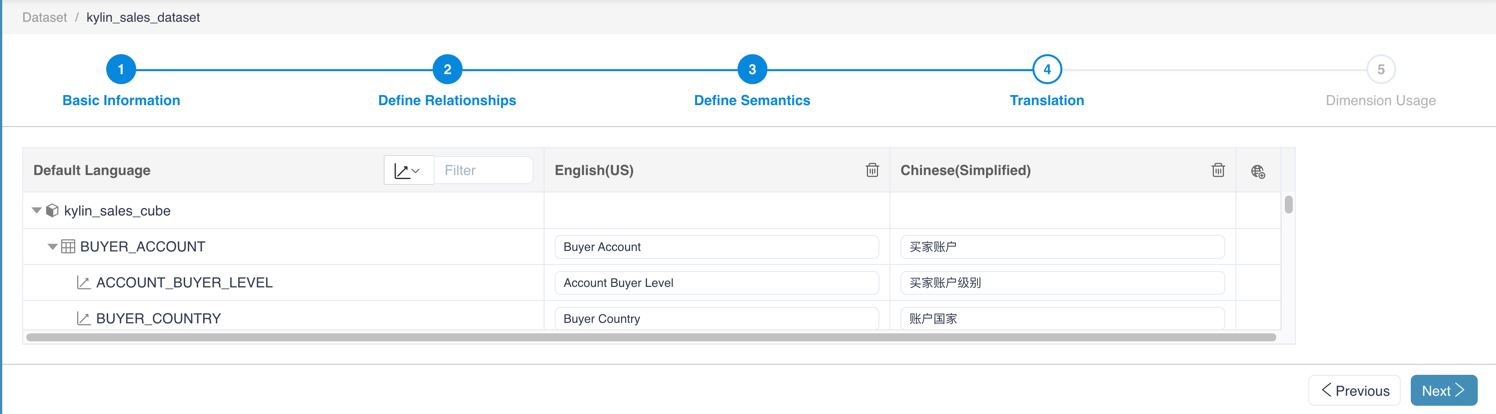 Dataset / kylin_sales_dataset
1 2 3 4 5
Basic Information Define Relationships Define Semantics Translation Dimension Usage
Default Language Filter English(US) Chinese(Simplified)
kylin_sales_cube
BUYER_ACCOUNT Buyer Account 买家账户
ACCOUNT_BUYER_LEVEL Account Buyer Level 买家账户级别
BUYER_COUNTRY Buyer Country 账户国家
Previous Next